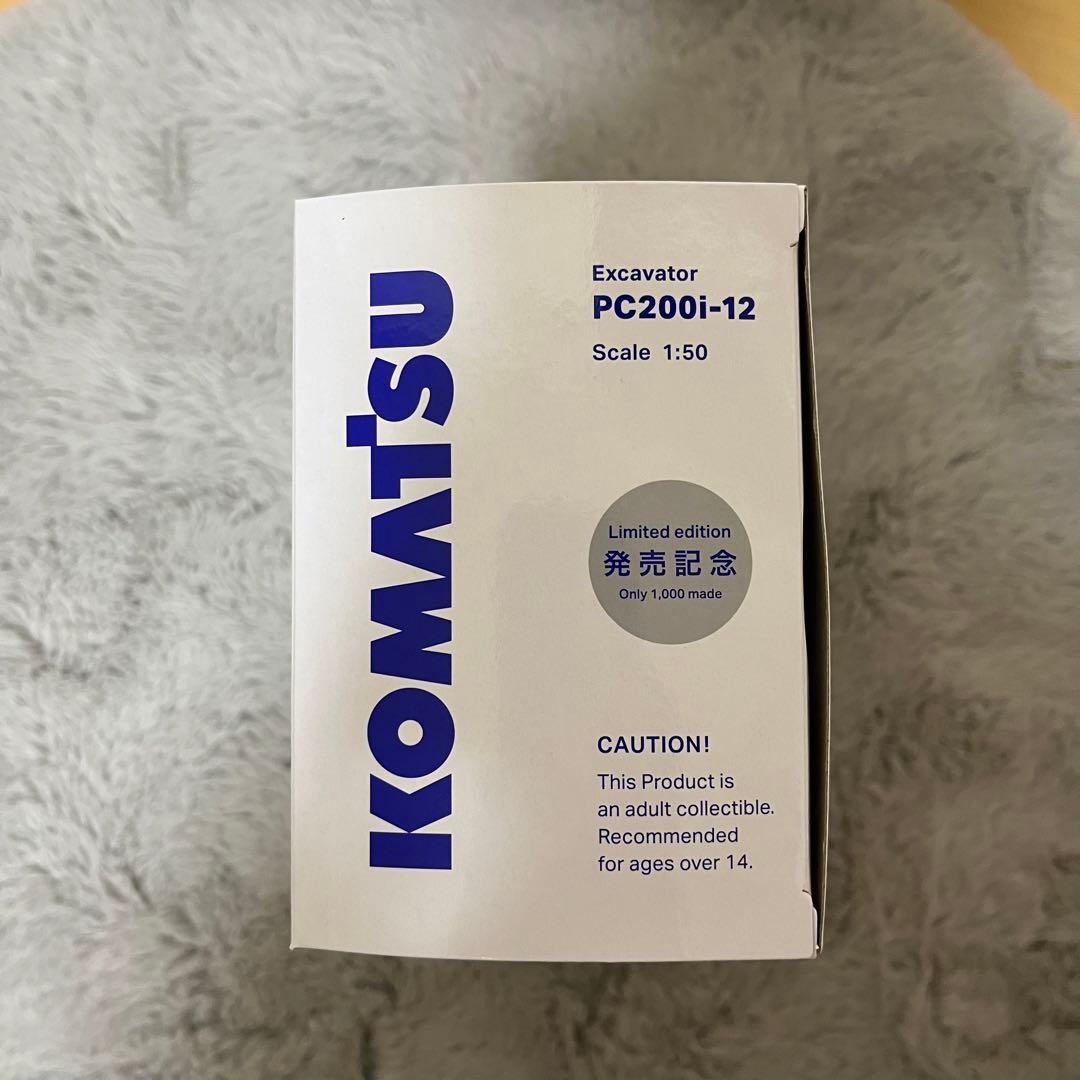 KOMATSU
Excavator
PC200i-12
Scale 1:50
Limited edition
発売記念
Only 1,000 made
CAUTION!
This Product is
an adult collectible.
Recommended
for ages over 14.